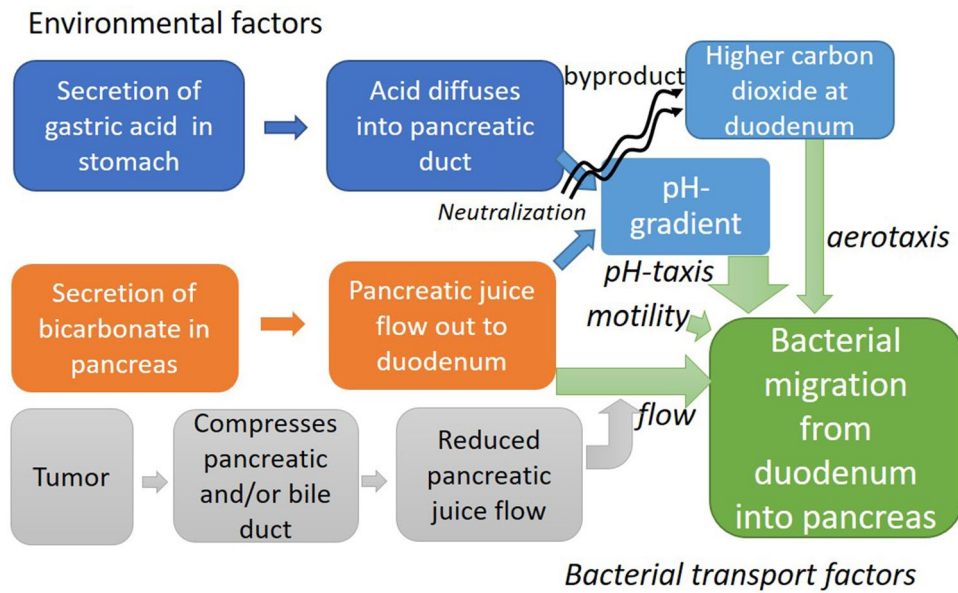 Environmental factors
Secretion of
gastric acid in
stomach
Acid diffuses
into pancreatic
duct
byproduct
Higher carbon
dioxide at
duodenum
Neutralization
pH-
gradient
aerotaxis
pH-taxis
motility
Secretion of
bicarbonate in
pancreas
Pancreatic juice
flow out to
duodenum
flow
Bacterial
migration
from
duodenum
into pancreas
Tumor
Compresses
pancreatic
and/or bile
duct
Reduced
pancreatic
juice flow
Bacterial transport factors